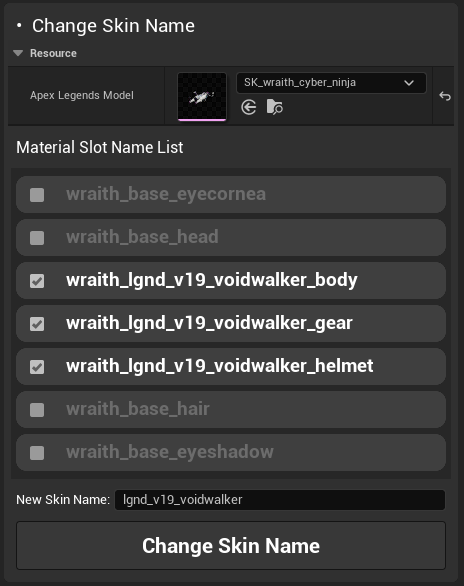 • Change Skin Name
Resource
Apex Legends Model
SK_wraith_cyber_ninja
Material Slot Name List
wraith_base_eyecornea
wraith_base_head
wraith_lgnd_v19_voidwalker_body
wraith_lgnd_v19_voidwalker_gear
wraith_lgnd_v19_voidwalker_helmet
wraith_base_hair
wraith_base_eyeshadow
New Skin Name: lgnd_v19_voidwalker
Change Skin Name